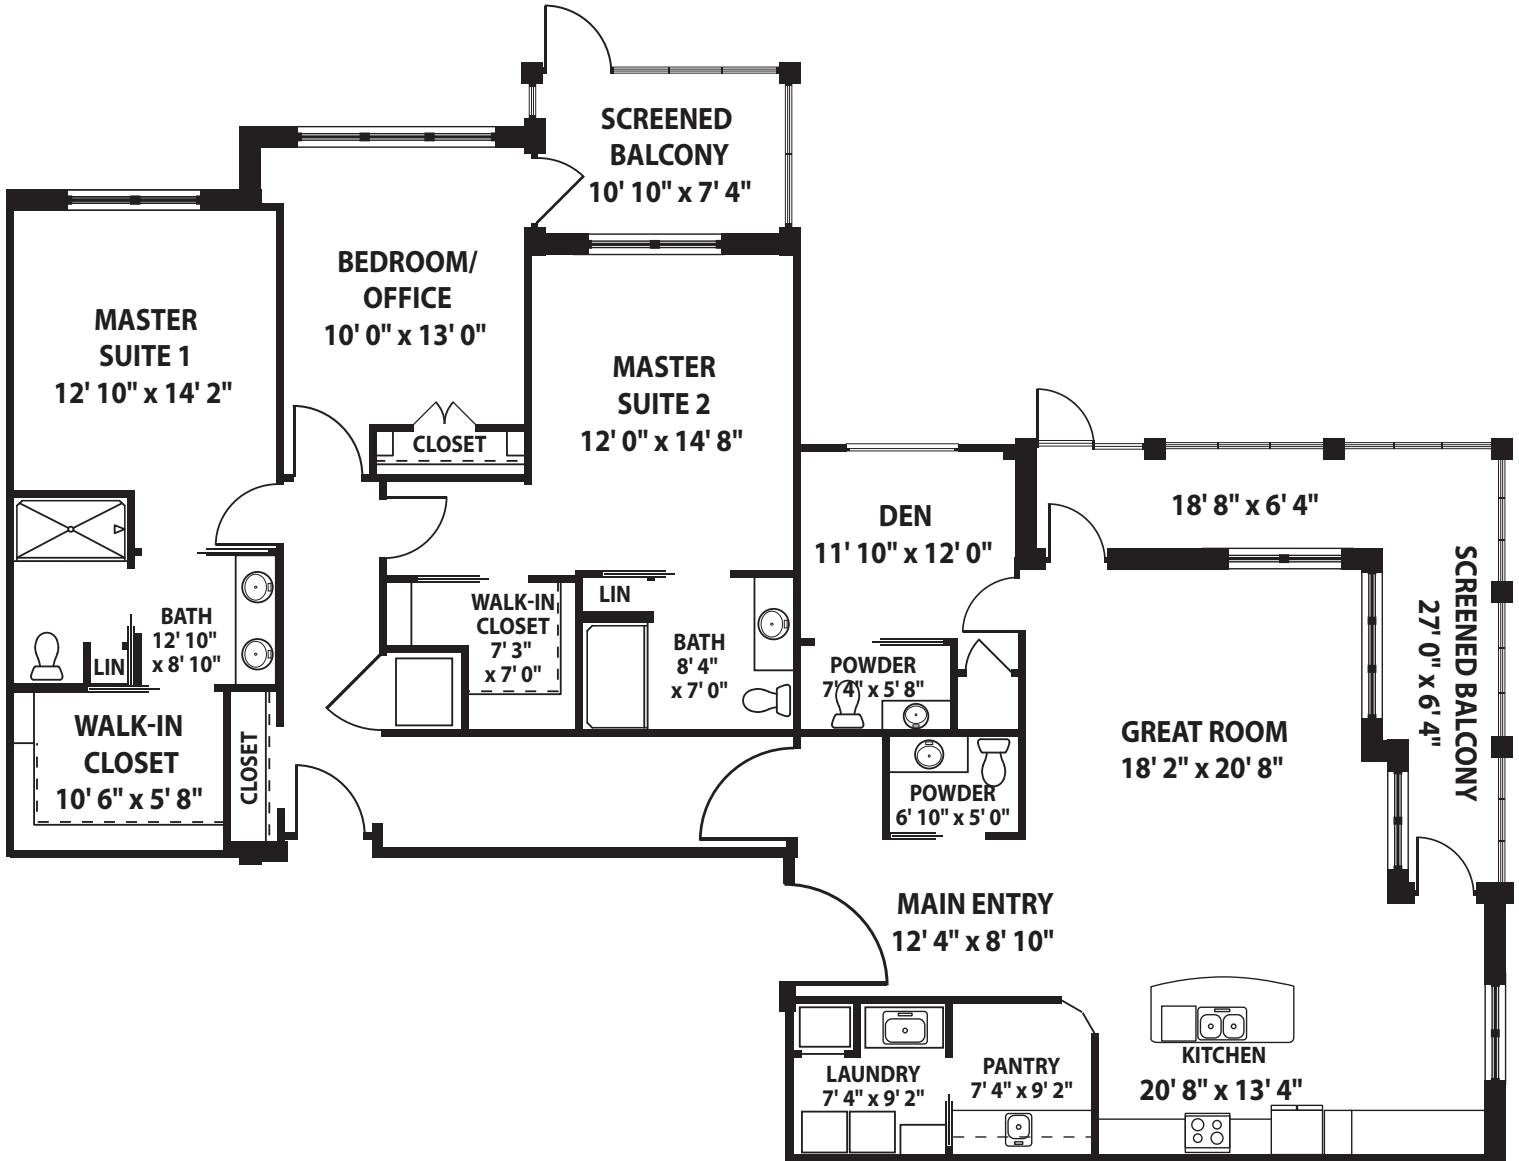 SCREENED
BALCONY
10' 10" x 7' 4"
BEDROOM/
OFFICE
10' 0" x 13' 0"
MASTER
SUITE 1
12' 10" x 14' 2"
MASTER
SUITE 2
12' 0" x 14' 8"
CLOSET
DEN
11' 10" x 12' 0"
18' 8" x 6' 4"
SCREENED BALCONY
27' 0" x 6' 4"
BATH
12' 10"
x 8' 10"
LIN
WALK-IN
CLOSET
7' 3"
x 7' 0"
LIN
BATH
8' 4"
x 7' 0"
POWDER
7' 4" x 5' 8"
WALK-IN
CLOSET
10' 6" x 5' 8"
CLOSET
GREAT ROOM
18' 2" x 20' 8"
POWDER
6' 10" x 5' 0"
MAIN ENTRY
12' 4" x 8' 10"
LAUNDRY
7' 4" x 9' 2"
PANTRY
7' 4" x 9' 2"
KITCHEN
20' 8" x 13' 4"